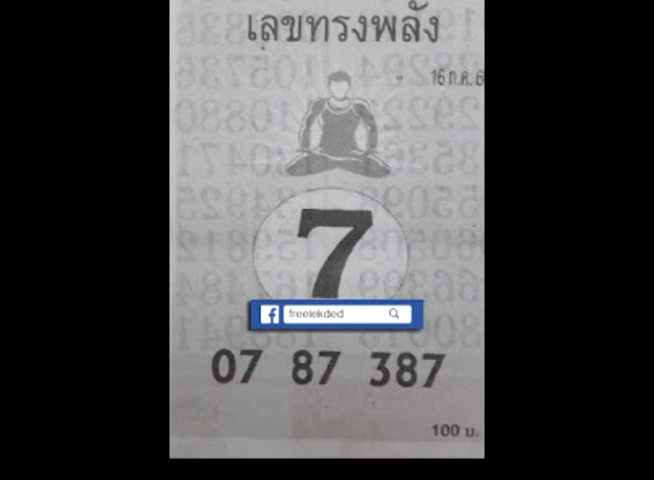 เลขทรงพลัง
16 ก.ค. 6
7
freelekded
07 87 387
100 บ.